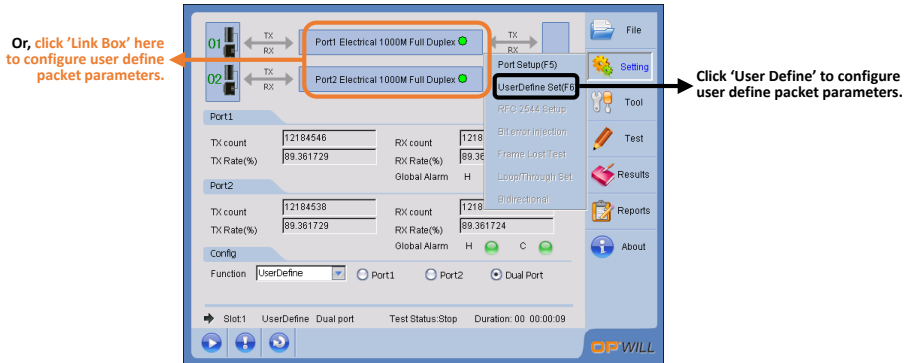 Or, click 'Link Box' here
to configure user define
packet parameters.
01
TX
RX
Port1 Electrical 1000M Full Duplex
TX
RX
02
TX
RX
Port2 Electrical 1000M Full Duplex
Port Setup(F5)
UserDefine Set(F6
RFC 2544 Setup
Bit error injection
Frame Lost Test
Loop/Through Set
Bidirectional
File
Setting
Tool
Test
Results
Reports
About
Click 'User Define' to configure
user define packet parameters.
Port1
TX count 12184546 RX count 1218
TX Rate(%) 89.361729 RX Rate(%) 89.36
Global Alarm H
Port2
TX count 12184538 RX count 1218
TX Rate(%) 89.361729 RX Rate(%) 89.361724
Global Alarm H C
Config
Function UserDefine Port1 Port2 Dual Port
Slot:1 UserDefine Dual port Test Status:Stop Duration: 00 00:00:09
OPWILL